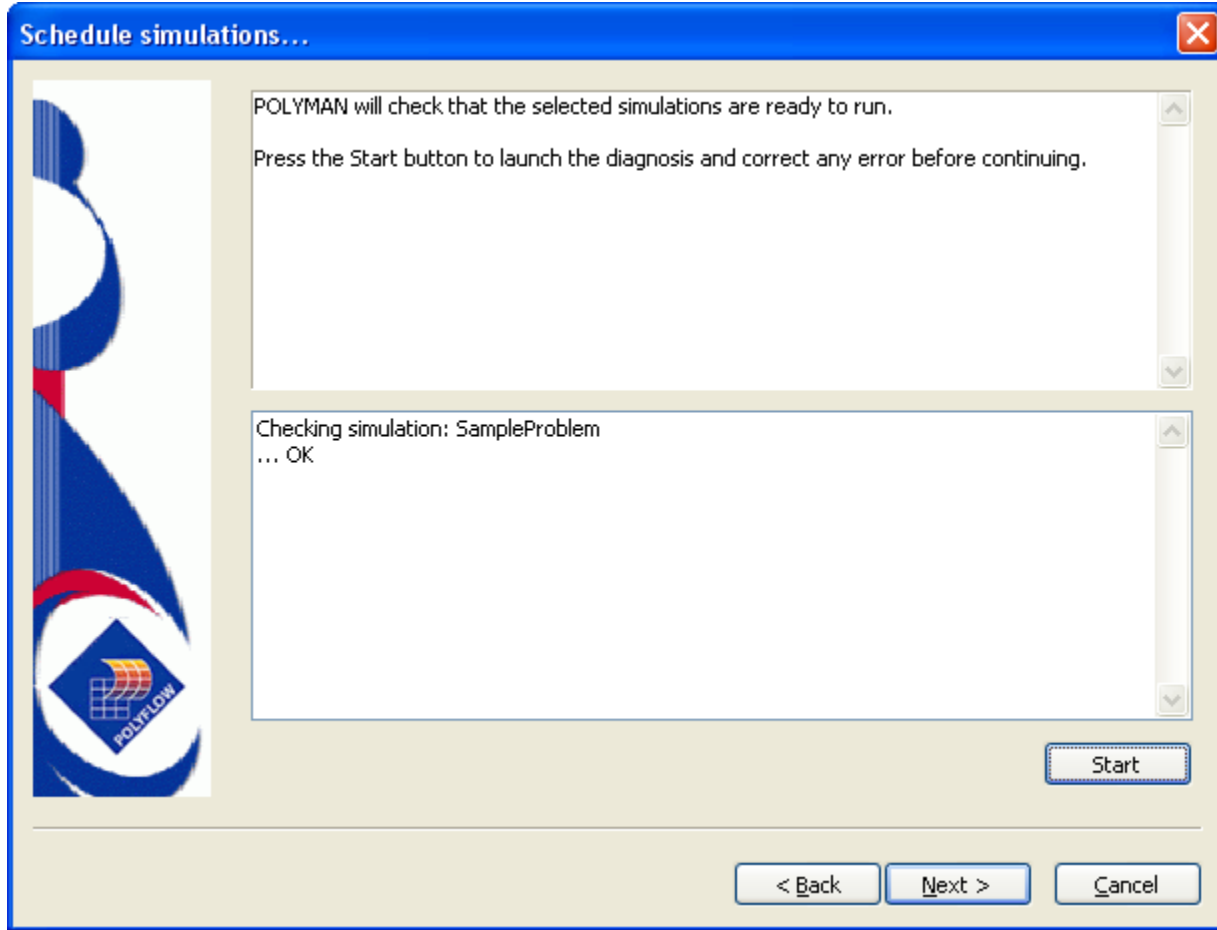 Schedule simulations...
POLYMAN will check that the selected simulations are ready to run.
Press the Start button to launch the diagnosis and correct any error before continuing.
Checking simulation: SampleProblem
... OK
POLYFLOW
Start
< Back
Next >
Cancel